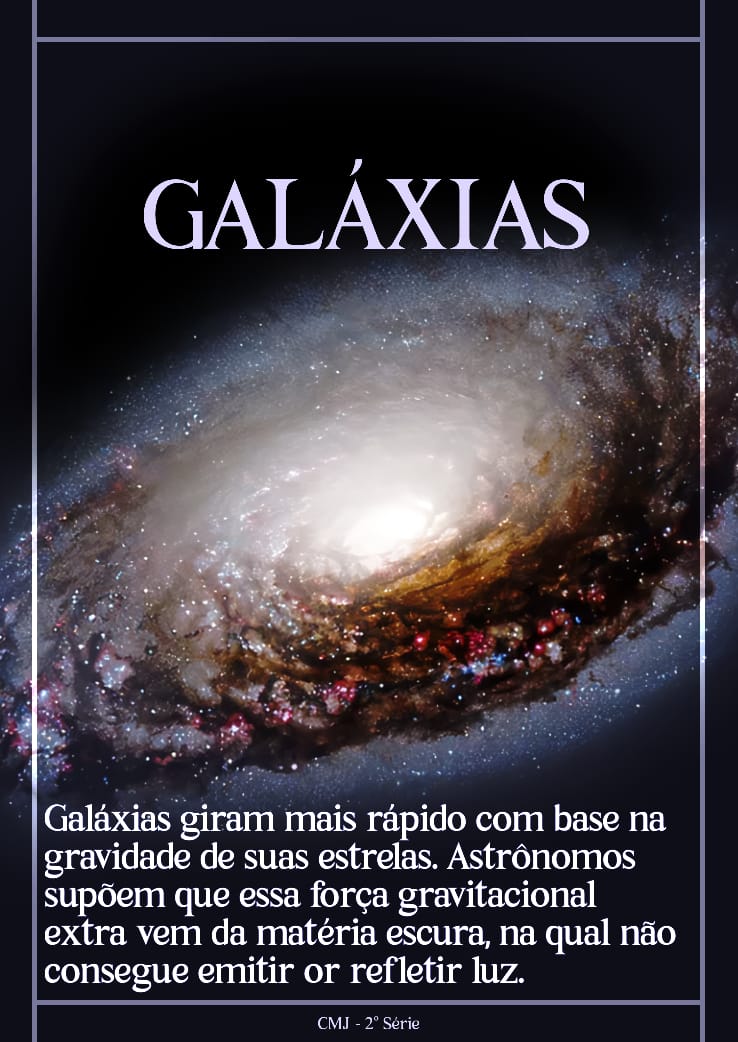 GALÁXIAS
Galáxias giram mais rápido com base na
gravidade de suas estrelas. Astrônomos
supõem que essa força gravitacional
extra vem da matéria escura, na qual não
consegue emitir or refletir luz.
CMJ - 2° Série